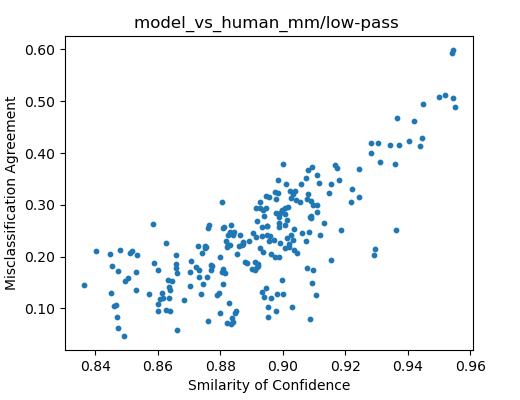 model_vs_human_mm/low-pass
0.60
0.50
0.40
0.30
0.20
0.10
Misclassification Agreement
0.84 0.86 0.88 0.90 0.92 0.94 0.96
Smilarity of Confidence